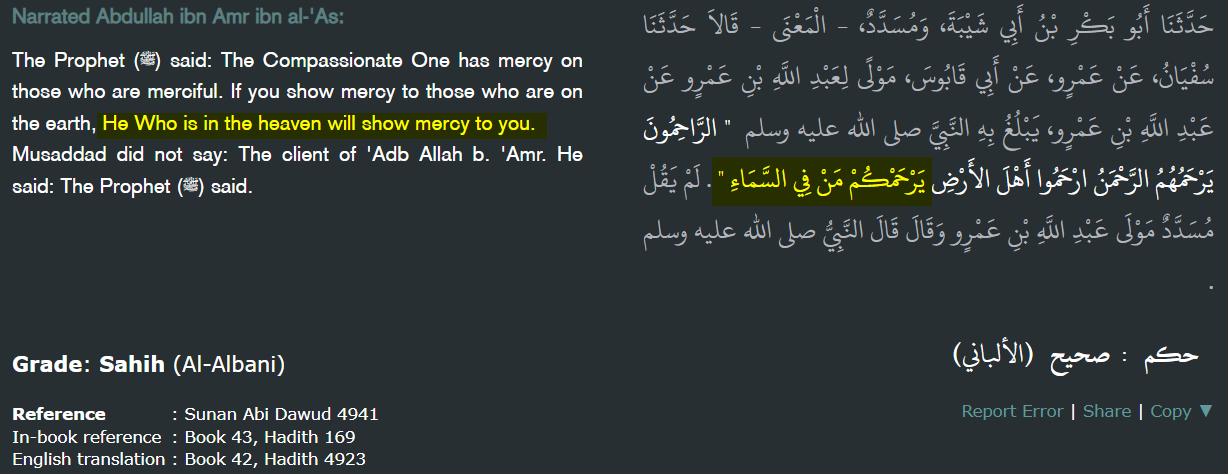 Narrated Abdullah ibn Amr ibn al-'As:
The Prophet (ﷺ) said: The Compassionate One has mercy on
those who are merciful. If you show mercy to those who are on
the earth, He Who is in the heaven will show mercy to you.
Musaddad did not say: The client of 'Adb Allah b. 'Amr. He
said: The Prophet (ﷺ) said.
حَدَّثَنَا أَبُو بَكْرِ بْنُ أَبِي شَيْبَةَ، وَمُسَدَّدٌ، - الْمَعْنَى - قَالاَ حَدَّثَنَا
سُفْيَانُ، عَنْ عَمْرٍو، عَنْ أَبِي قَابُوسَ، مَوْلًى لِعَبْدِ اللَّهِ بْنِ عَمْرٍو عَنْ
عَبْدِ اللَّهِ بْنِ عَمْرٍو، يَبْلُغُ بِهِ النَّبِيَّ صلى الله عليه وسلم " الرَّاحِمُونَ
يَرْحَمُهُمُ الرَّحْمَنُ ارْحَمُوا أَهْلَ الأَرْضِ يَرْحَمْكُمْ مَنْ فِي السَّمَاءِ " . لَمْ يَقُلْ
مُسَدَّدٌ مَوْلَى عَبْدِ اللَّهِ بْنِ عَمْرٍو وَقَالَ قَالَ النَّبِيُّ صلى الله عليه وسلم
.
Grade: Sahih (Al-Albani)
حكم : صحيح (الألباني)
Reference : Sunan Abi Dawud 4941
In-book reference : Book 43, Hadith 169
English translation : Book 42, Hadith 4923
Report Error | Share | Copy ▼